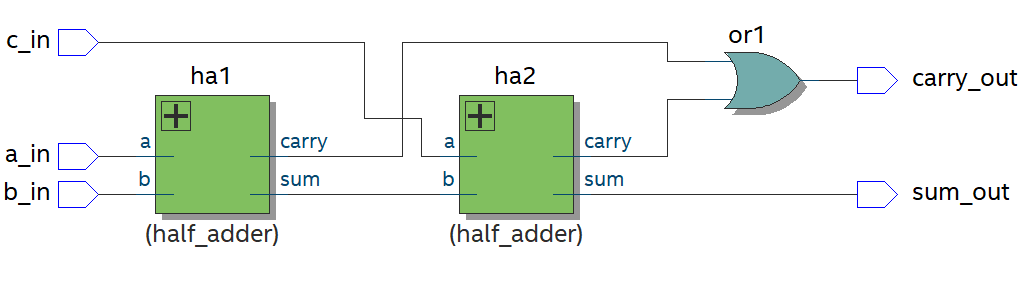 c_in
or1
ha1
ha2
carry_out
a
carry
a
carry
a_in
b
sum
b
sum
b_in
sum_out
(half_adder)
(half_adder)